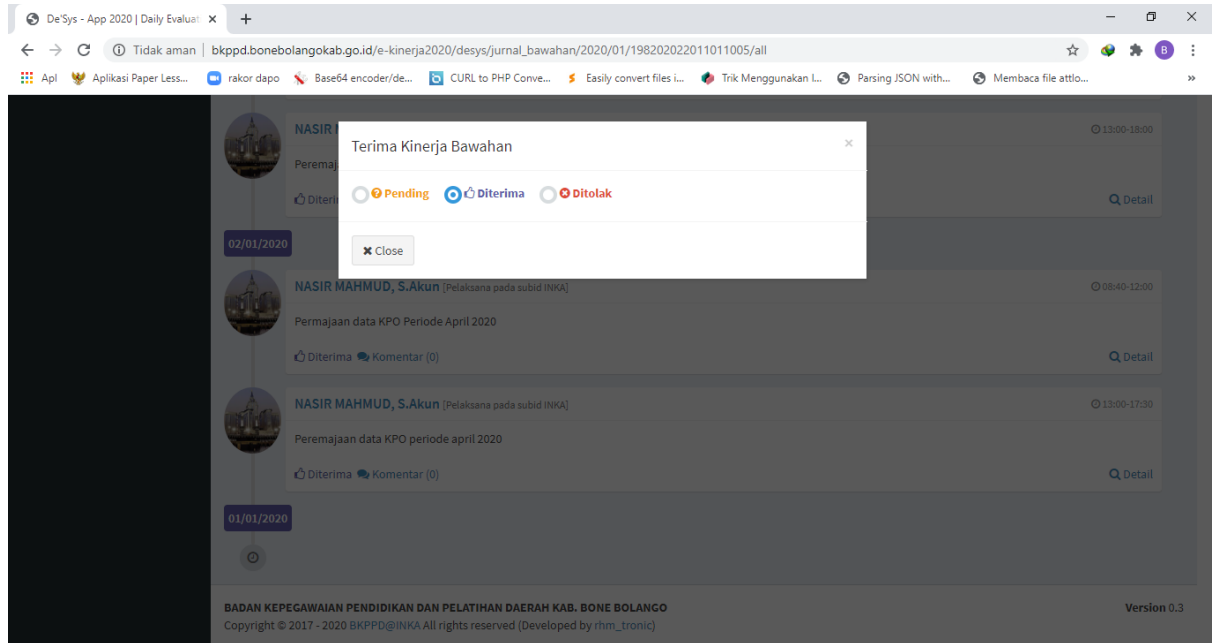 De'Sys - App 2020 | Daily Evaluat
Tidak aman | bkppd.bonebolangokab.go.id/e-kinerja2020/desys/jurnal_bawahan/2020/01/198202022011011005/all
B
Apl Aplikasi Paper Less... rakor dapo Base64 encoder/de... CURL to PHP Conve... Easily convert files i... Trik Menggunakan l... Parsing JSON with... Membaca file attlo... »
NASIR 13:00-18:00
Peremaj
Diteri Detail
Terima Kinerja Bawahan ×
Pending Diterima Ditolak
Close
02/01/2020
NASIR MAHMUD, S.Akun [Pelaksana pada subid INKA] 08:40-12:00
Permajaan data KPO Periode April 2020
Diterima Komentar (0) Detail
NASIR MAHMUD, S.Akun [Pelaksana pada subid INKA] 13:00-17:30
Peremajaan data KPO periode april 2020
Diterima Komentar (0) Detail
01/01/2020
BADAN KEPEGAWAIAN PENDIDIKAN DAN PELATIHAN DAERAH KAB. BONE BOLANGO Version 0.3
Copyright © 2017 - 2020 BKPPD@INKA All rights reserved (Developed by rhm_tronic)